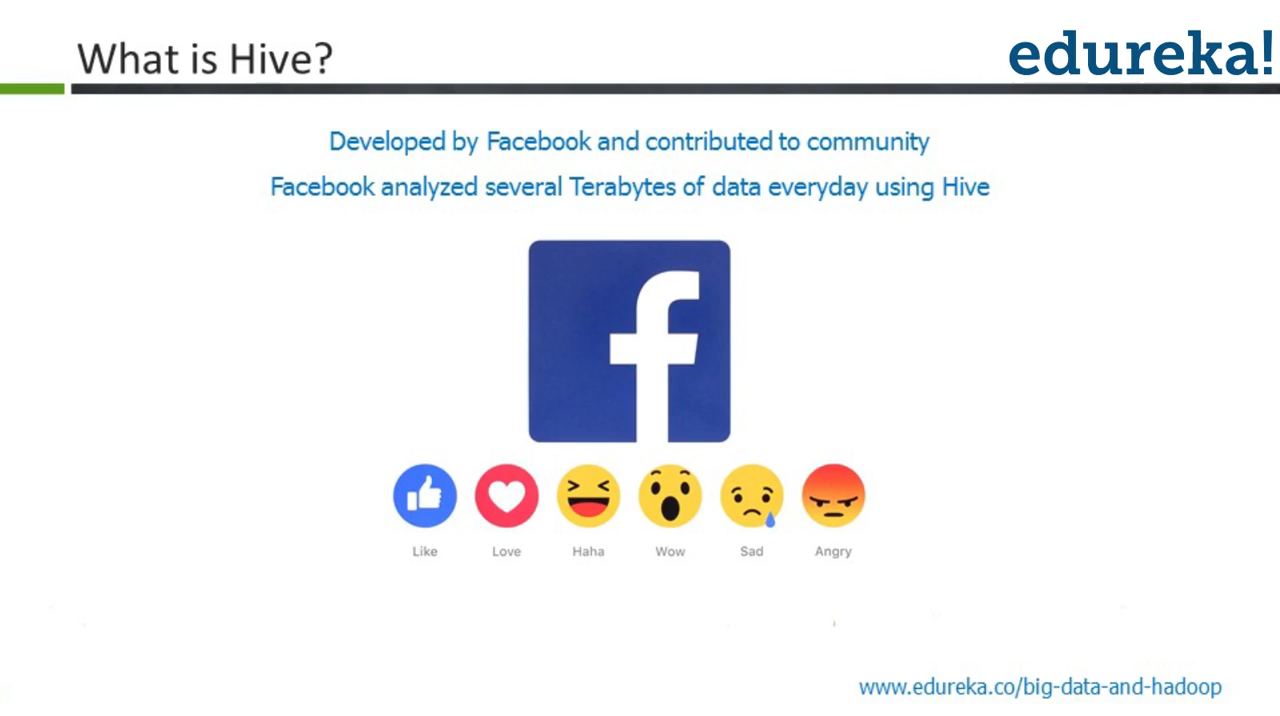 What is Hive?
edureka!
Developed by Facebook and contributed to community
Facebook analyzed several Terabytes of data everyday using Hive
f
Like Love Haha Wow Sad Angry
www.edureka.co/big-data-and-hadoop